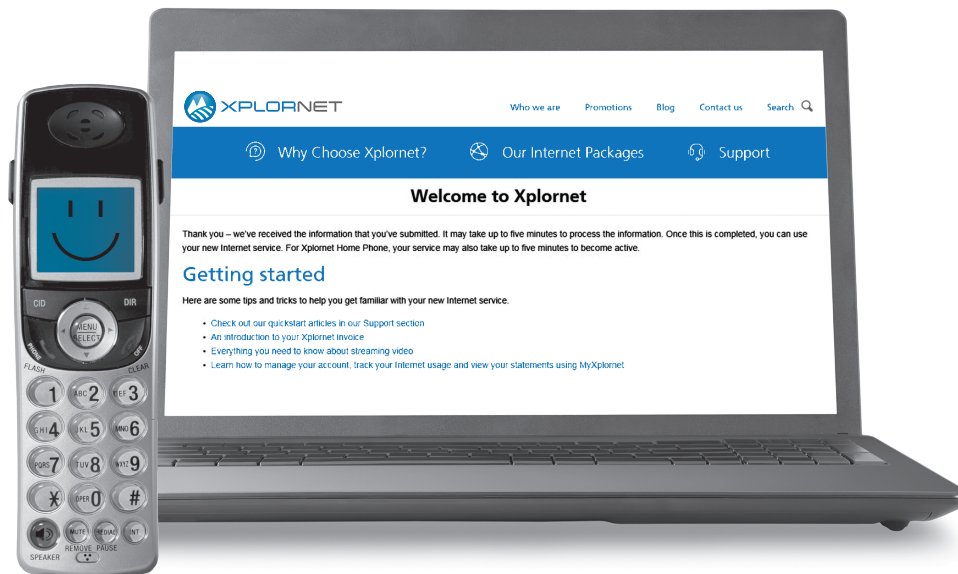 XPLORNET
Who we are Promotions Blog Contact us Search
Why Choose Xplornet? Our Internet Packages Support
Welcome to Xplornet
Thank you – we've received the information that you've submitted. It may take up to five minutes to process the information. Once this is completed, you can use
your new Internet service. For Xplornet Home Phone, your service may also take up to five minutes to become active.
Getting started
Here are some tips and tricks to help you get familiar with your new Internet service.
• Check out our quickstart articles in our Support section
• An introduction to your Xplornet invoice
• Everything you need to know about streaming video
• Learn how to manage your account, track your Internet usage and view your statements using MyXplornet
CID DIR
MENU
SELECT
PHONE OFF
FLASH CLEAR
1 ABC 2 DEF 3
GHI 4 JKL 5 MNO 6
PQRS 7 TUV 8 WXYZ 9
* OPER 0 #
MUTE REDIAL INT
REMOVE PAUSE
SPEAKER